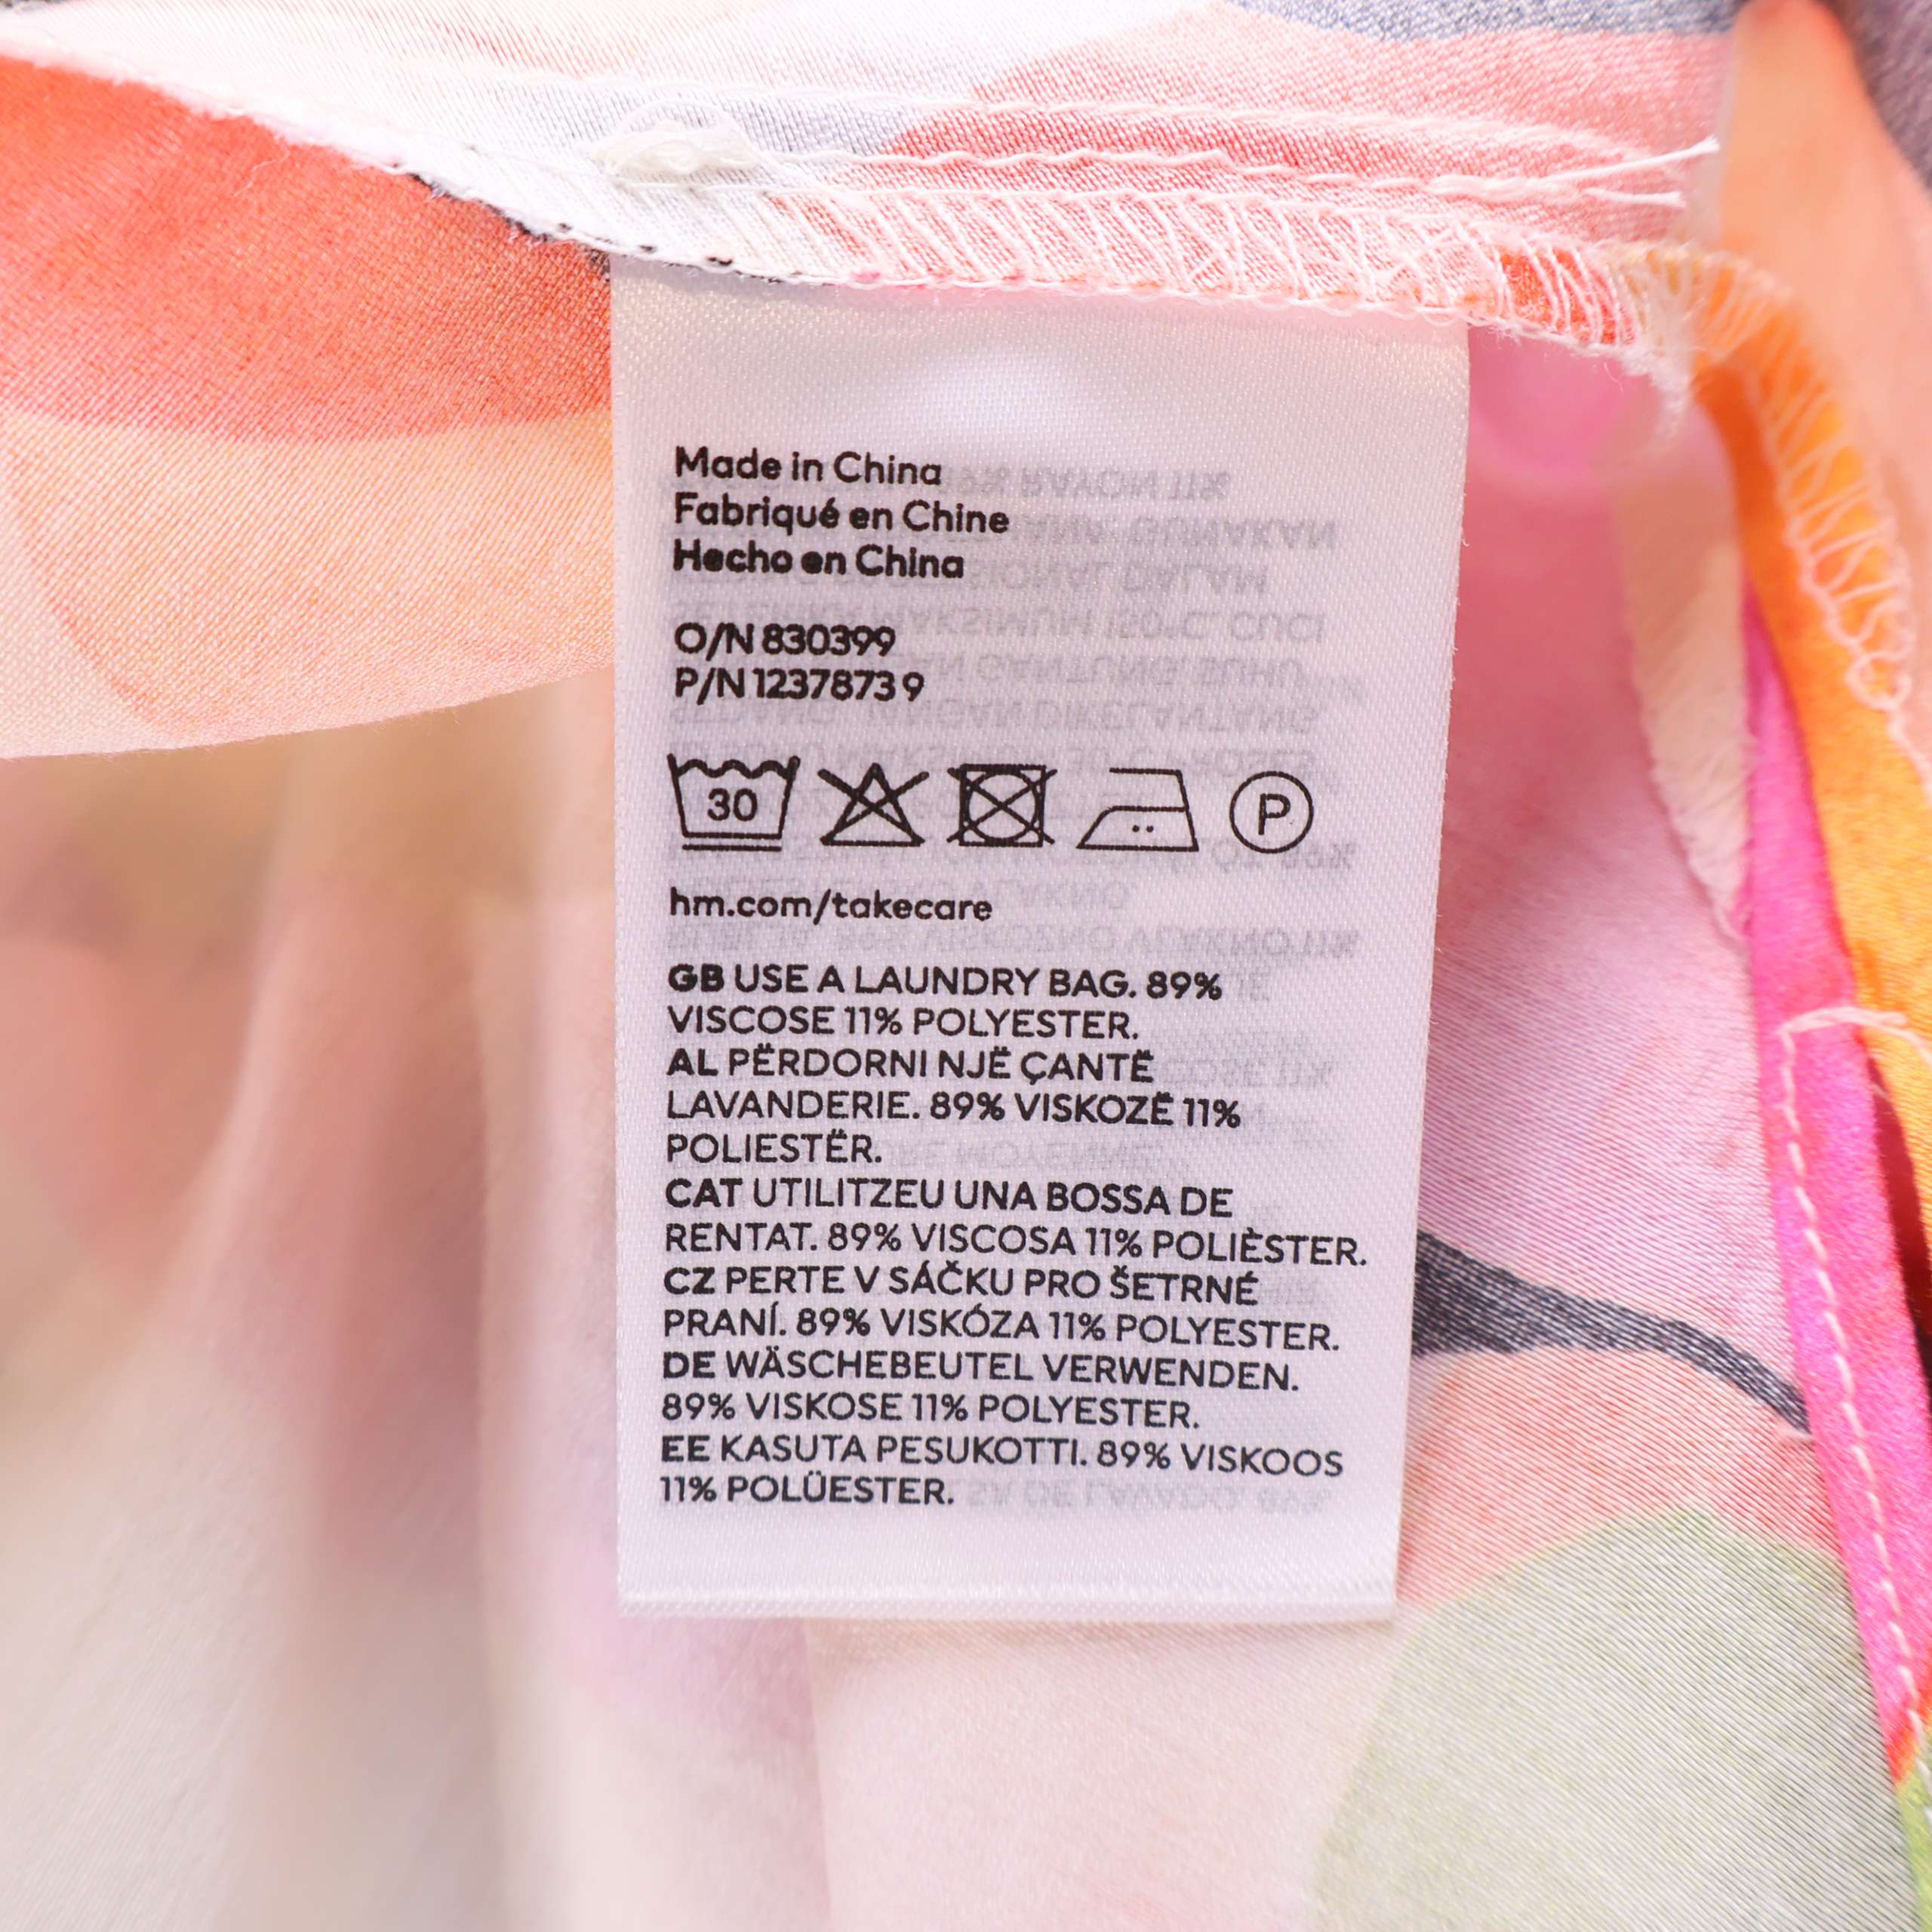 Made in China
Fabriqué en Chine
Hecho en China
O/N 830399
P/N 12378739
30
P
hm.com/takecare
GB USE A LAUNDRY BAG. 89%
VISCOSE 11% POLYESTER.
AL PËRDORNI NJË ÇANTË
LAVANDERIE. 89% VISKOZË 11%
POLIESTËR.
CAT UTILITZEU UNA BOSSA DE
RENTAT. 89% VISCOSA 11% POLIÈSTER.
CZ PERTE V SÁČKU PRO ŠETRNÉ
PRANÍ. 89% VISKÓZA 11% POLYESTER.
DE WÄSCHEBEUTEL VERWENDEN.
89% VISKOSE 11% POLYESTER.
EE KASUTA PESUKOTTI. 89% VISKOOS
11% POLÜESTER.